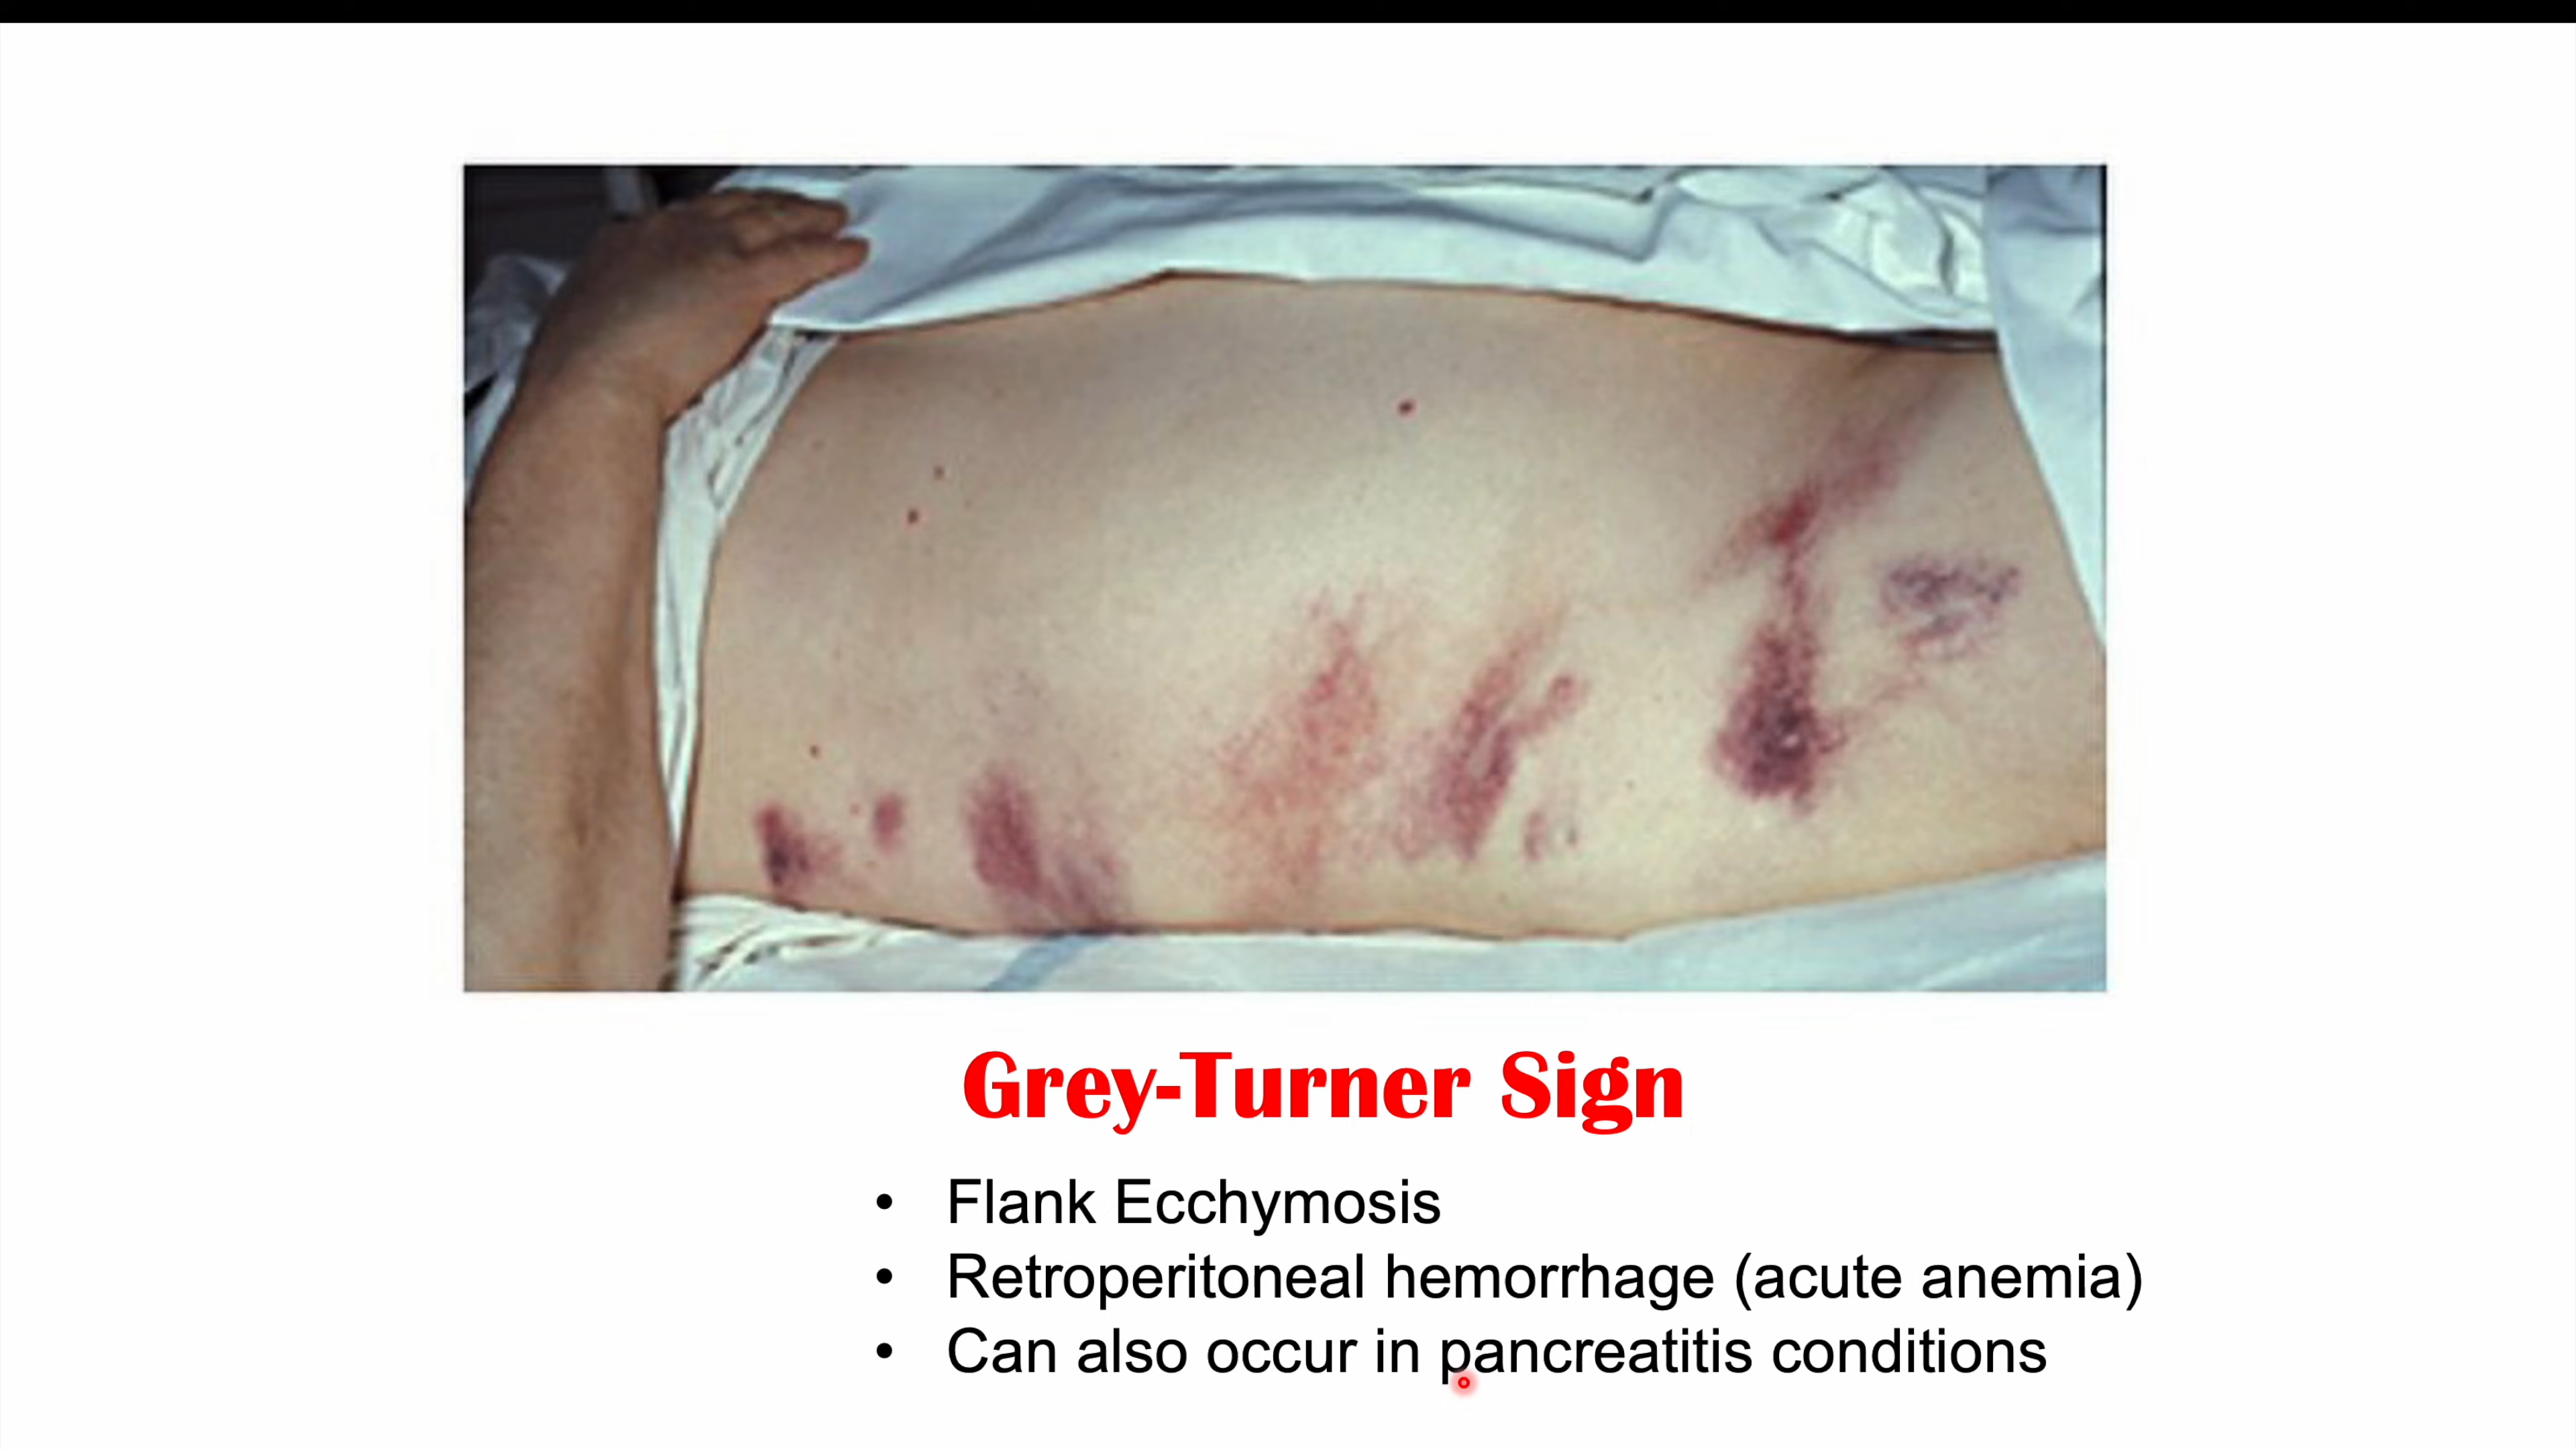 Grey-Turner Sign
• Flank Ecchymosis
• Retroperitoneal hemorrhage (acute anemia)
• Can also occur in pancreatitis conditions